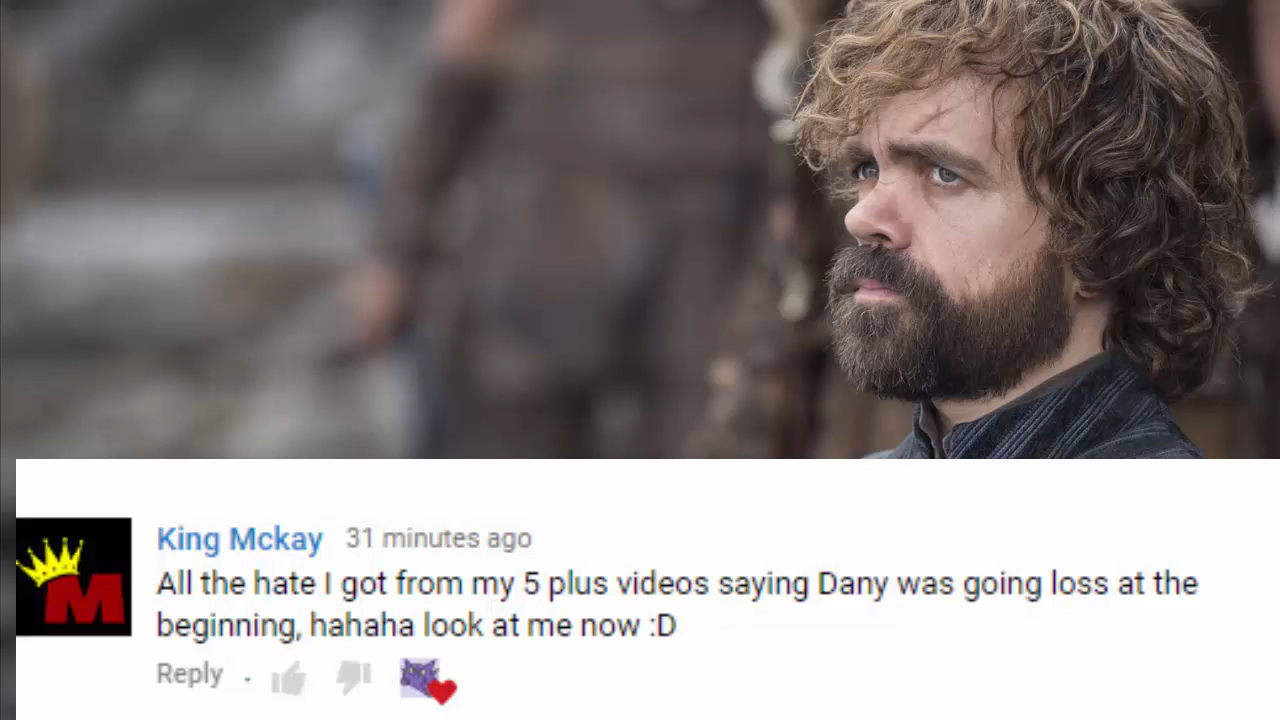 King Mckay 31 minutes ago
All the hate I got from my 5 plus videos saying Dany was going loss at the
beginning, hahaha look at me now :D
Reply
M